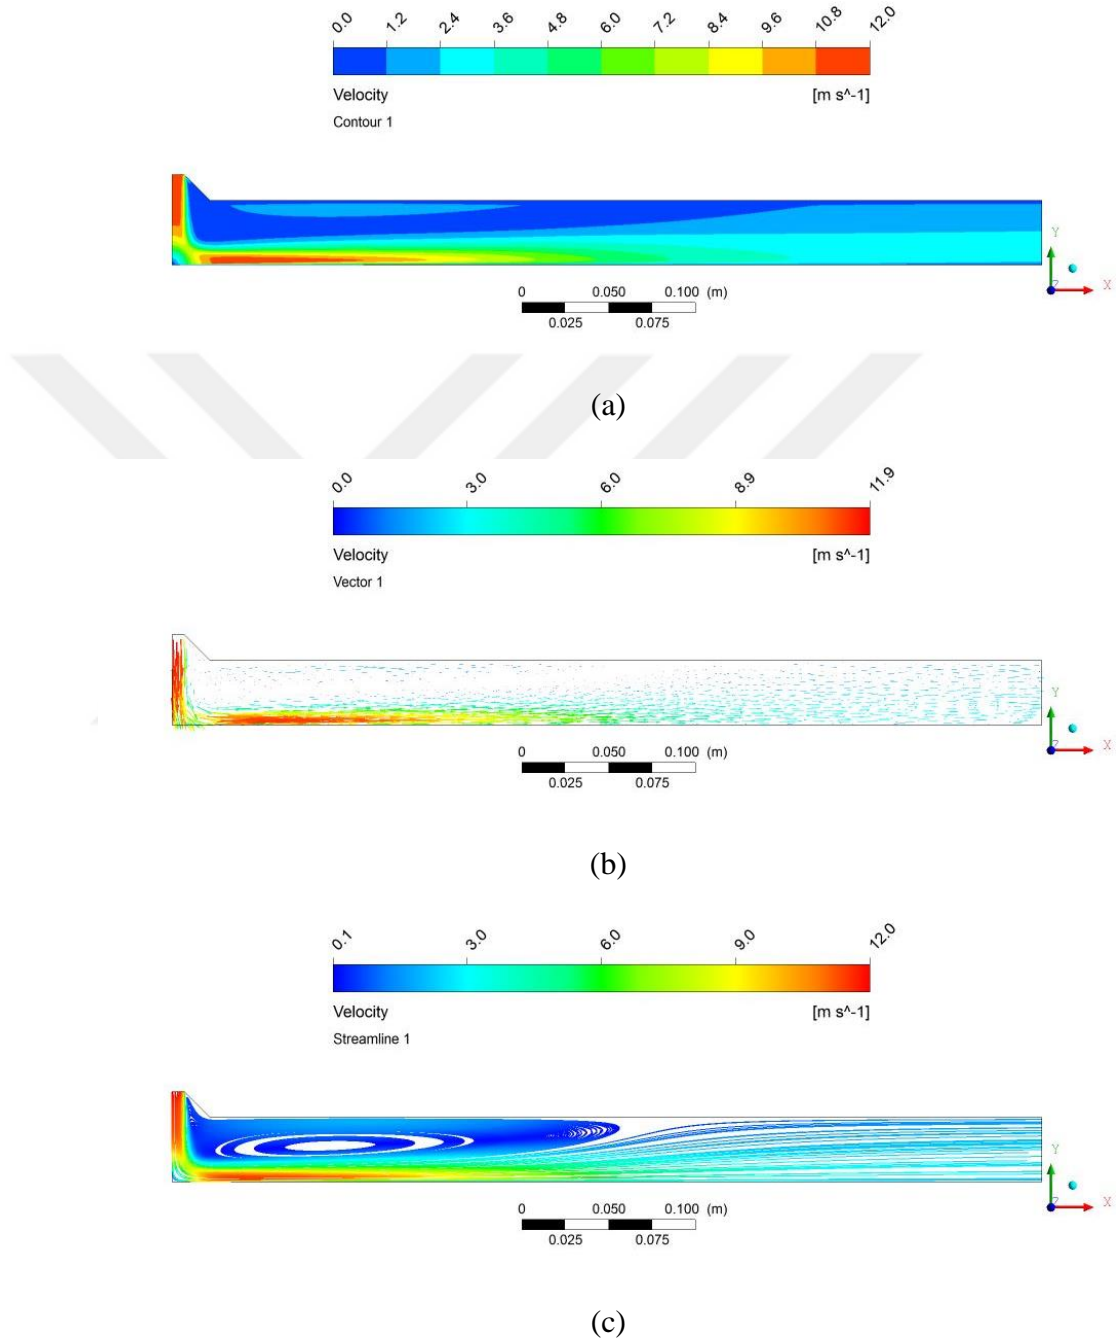 0.0 1.2 2.4 3.6 4.8 6.0 7.2 8.4 9.6 10.8 12.0
Velocity [m s^-1]
Contour 1
Y
Z X
0 0.050 0.100 (m)
0.025 0.075
(a)
0.0 3.0 6.0 8.9 11.9
Velocity [m s^-1]
Vector 1
Y
Z X
0 0.050 0.100 (m)
0.025 0.075
(b)
0.1 3.0 6.0 9.0 12.0
Velocity [m s^-1]
Streamline 1
Y
Z X
0 0.050 0.100 (m)
0.025 0.075
(c)